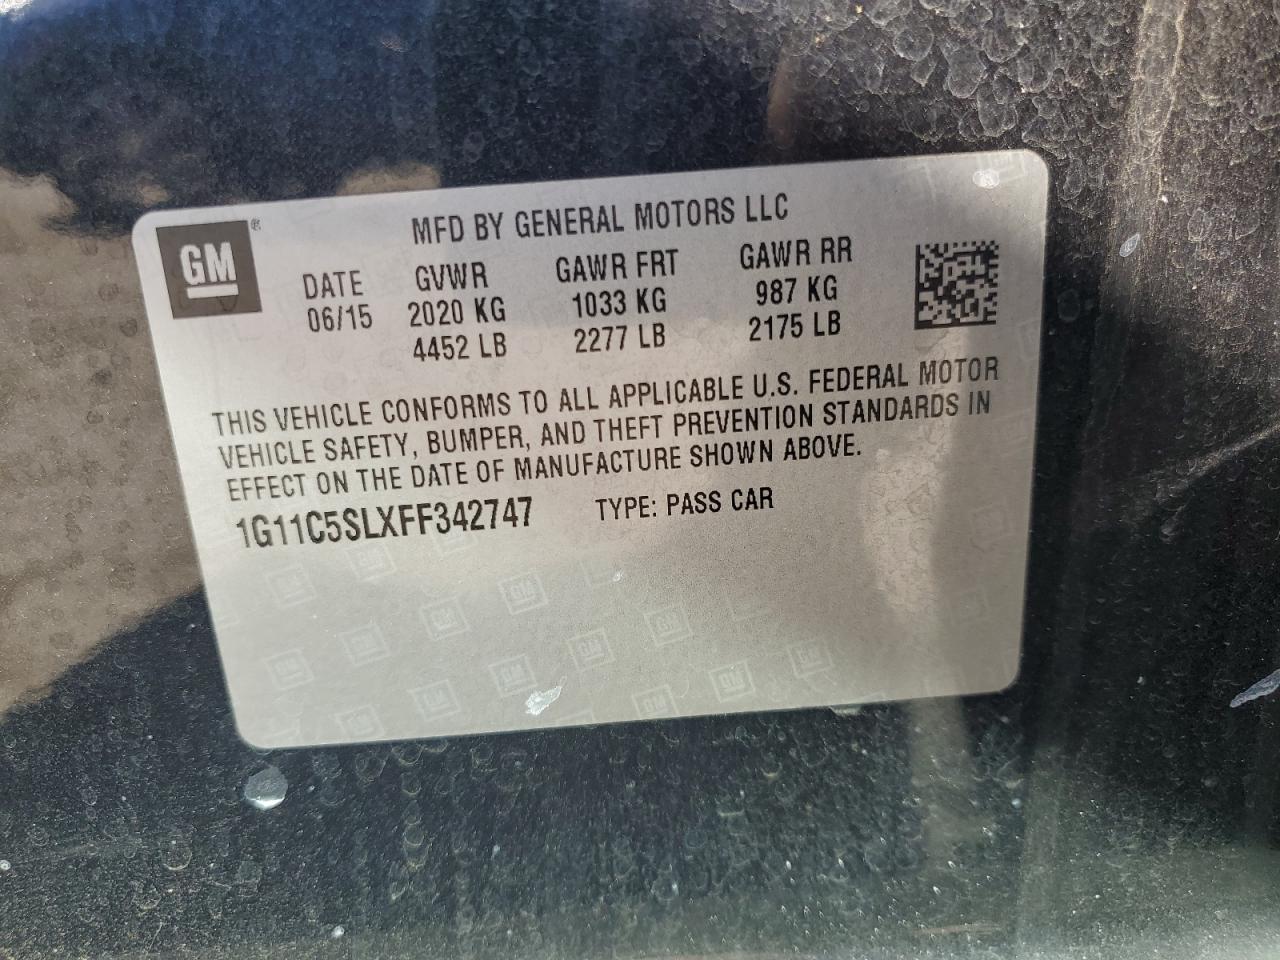 GM ®
MFD BY GENERAL MOTORS LLC
DATE GVWR GAWR FRT GAWR RR
06/15 2020 KG 1033 KG 987 KG
4452 LB 2277 LB 2175 LB
THIS VEHICLE CONFORMS TO ALL APPLICABLE U.S. FEDERAL MOTOR
VEHICLE SAFETY, BUMPER, AND THEFT PREVENTION STANDARDS IN
EFFECT ON THE DATE OF MANUFACTURE SHOWN ABOVE.
1G11C5SLXFF342747 TYPE: PASS CAR